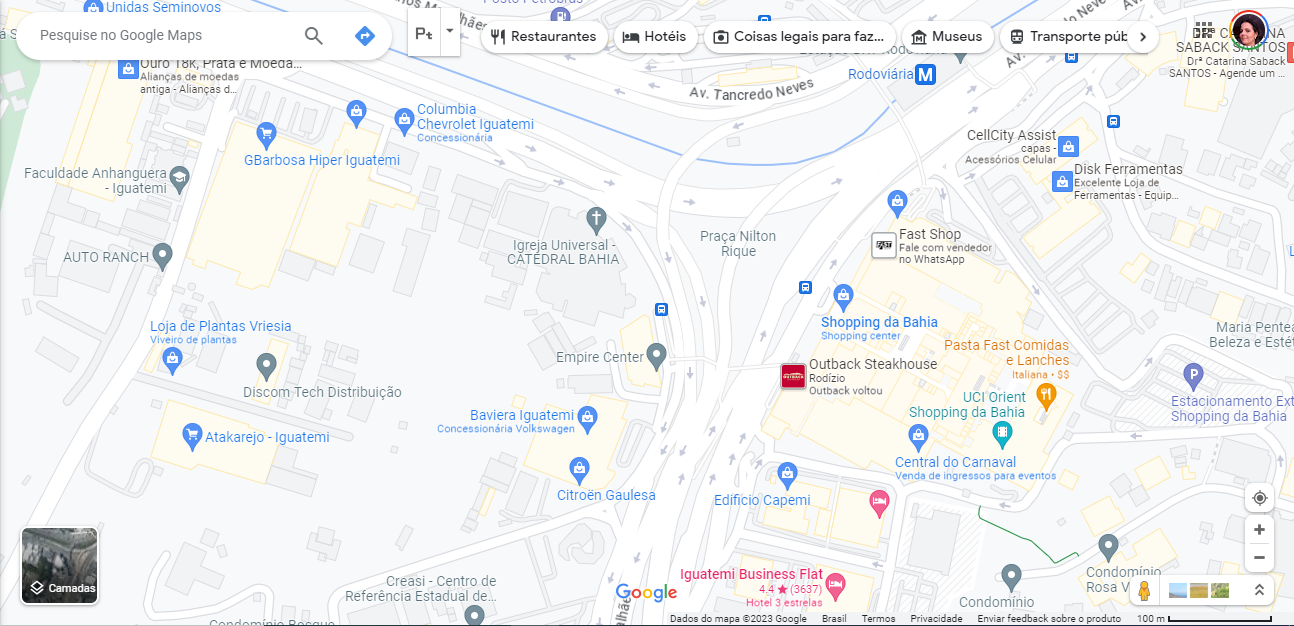 Unidas Seminovos
Posto Petrobras
Pesquise no Google Maps
Restaurantes
Hotéis
Coisas legais para faz...
Museus
Transporte púb
SABACK SANTOS
Drª Catarina Saback
SANTOS - Agende um ...
Ouro 18k, Prata e Moeda...
Alianças de moedas
antiga - Alianças d...
Rodoviária
M
Av. Tancredo Neves
Columbia
Chevrolet Iguatemi
Concessionária
GBarbosa Hiper Iguatemi
CellCity Assist
capas -
Acessórios Celular
Disk Ferramentas
Excelente Loja de
Ferramentas - Equip...
Faculdade Anhanguera
- Iguatemi
Igreja Universal -
CATEDRAL BAHIA
Praça Nilton
Rique
Fast Shop
Fale com vendedor
no WhatsApp
FAST
AUTO RANCH
Loja de Plantas Vriesia
Viveiro de plantas
Shopping da Bahia
Shopping center
Maria Pentea
Beleza e Estét
Pasta Fast Comidas
e Lanches
Italiana • $$
Empire Center
Outback Steakhouse
Rodízio
Outback voltou
OUTBACK
Discom Tech Distribuição
UCI Orient
Shopping da Bahia
P
Estacionamento Ext
Shopping da Bahia
Baviera Iguatemi
Concessionária Volkswagen
Atakarejo - Iguatemi
Central do Carnaval
Venda de ingressos para eventos
Citroën Gaulesa
Edificio Capemi
Camadas
Iguatemi Business Flat
4.4 ★ (3637)
Hotel 3 estrelas
Creasi - Centro de
Referência Estadual de...
Google
Condomínio
Rosa V
Condomínio
Condomínio Bosque
Dados do mapa ©2023 Google
Brasil
Termos
Privacidade
Enviar feedback sobre o produto
100 m